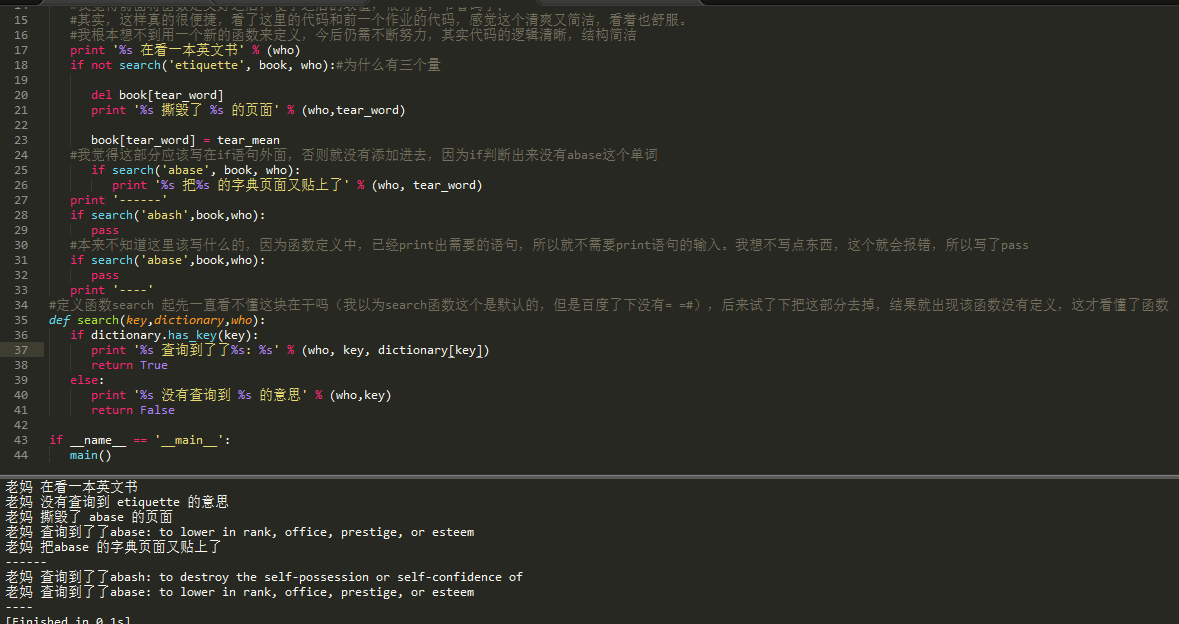 15 #其实，这样真的很便捷，看了这里的代码和前一个作业的代码，感觉这个清爽又简洁，看着也舒服。
16 #我根本想不到用一个新的函数来定义，今后仍需不断努力，其实代码的逻辑清晰，结构简洁
17 print '%s 在看一本英文书' % (who)
18 if not search('etiquette', book, who):#为什么有三个量
19
20 del book[tear_word]
21 print '%s 撕毁了 %s 的页面' % (who,tear_word)
22
23 book[tear_word] = tear_mean
24 #我觉得这部分应该写在if语句外面，否则就没有添加进去，因为if判断出来没有abase这个单词
25 if search('abase', book, who):
26 print '%s 把%s 的字典页面又贴上了' % (who, tear_word)
27 print '------'
28 if search('abash',book,who):
29 pass
30 #本来不知道这里该写什么的，因为函数定义中，已经print出需要的语句，所以就不需要print语句的输入。我想不写点东西，这个就会报错，所以写了pass
31 if search('abase',book,who):
32 pass
33 print '----'
34 #定义函数search 起先一直看不懂这块在干吗（我以为search函数这个是默认的，但是百度了下没有= =#），后来试了下把这部分去掉，结果就出现该函数没有定义，这才看懂了函数
35 def search(key,dictionary,who):
36 if dictionary.has_key(key):
37 print '%s 查询到了了%s: %s' % (who, key, dictionary[key])
38 return True
39 else:
40 print '%s 没有查询到 %s 的意思' % (who,key)
41 return False
42
43 if __name__ == '__main__':
44 main()
老妈 在看一本英文书
老妈 没有查询到 etiquette 的意思
老妈 撕毁了 abase 的页面
老妈 查询到了了abase: to lower in rank, office, prestige, or esteem
老妈 把abase 的字典页面又贴上了
------
老妈 查询到了了abash: to destroy the self-possession or self-confidence of
老妈 查询到了了abase: to lower in rank, office, prestige, or esteem
----
[Finished in 0.1s]